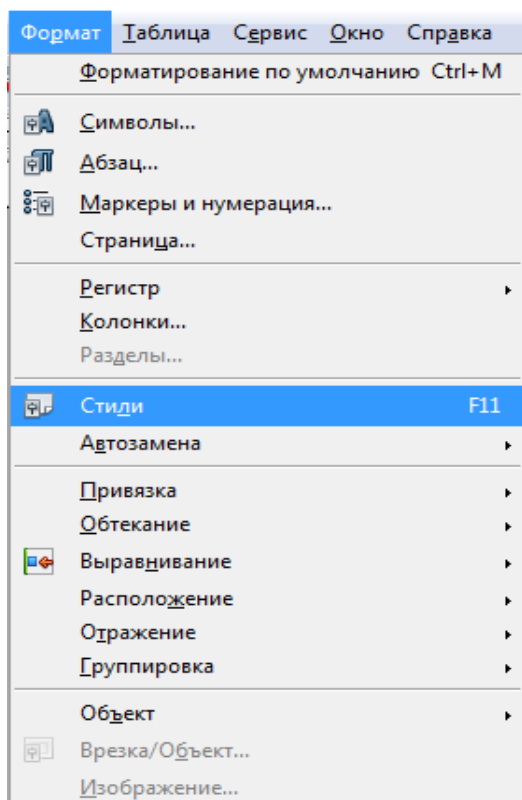 Формат Таблица Сервис Окно Справка
Форматирование по умолчанию Ctrl+M
Символы...
Абзац...
Маркеры и нумерация...
Страница...
Регистр
Колонки...
Разделы...
Стили F11
Автозамена
Привязка
Обтекание
Выравнивание
Расположение
Отражение
Группировка
Объект
Врезка/Объект...
Изображение...